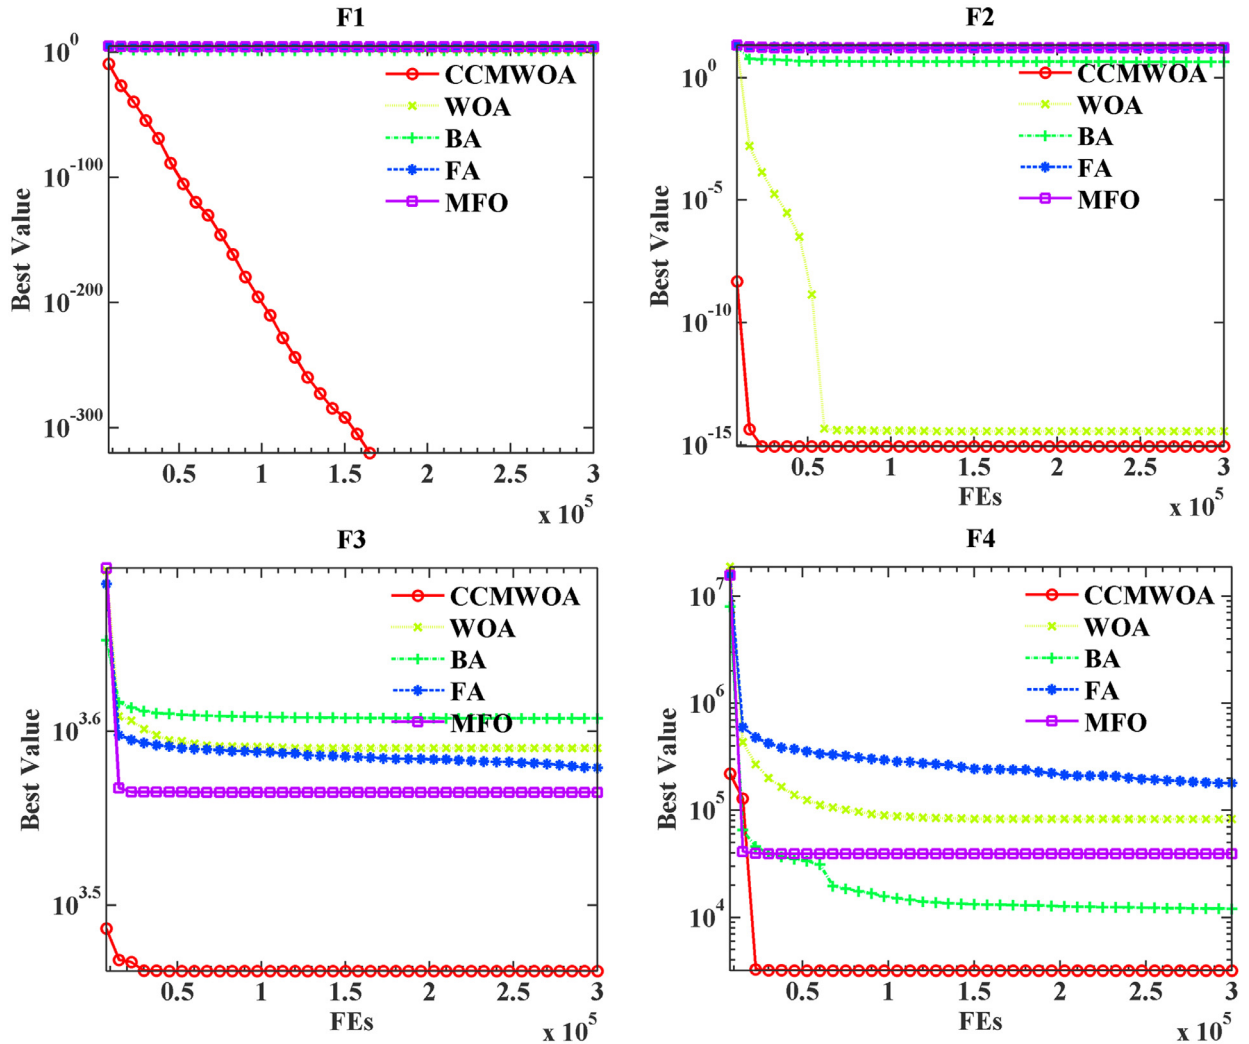 F1
Best Value
10^0
10^-100
10^-200
10^-300
CCMWOA
WOA
BA
FA
MFO
0.5 1 1.5 2 2.5 3
x 10^5
F2
Best Value
10^0
10^-5
10^-10
10^-15
CCMWOA
WOA
BA
FA
MFO
0.5 1 1.5 2 2.5 3
FEs
x 10^5
F3
Best Value
10^3.6
10^3.5
CCMWOA
WOA
BA
FA
MFO
0.5 1 1.5 2 2.5 3
FEs
x 10^5
F4
Best Value
10^7
10^6
10^5
10^4
CCMWOA
WOA
BA
FA
MFO
0.5 1 1.5 2 2.5 3
FEs
x 10^5